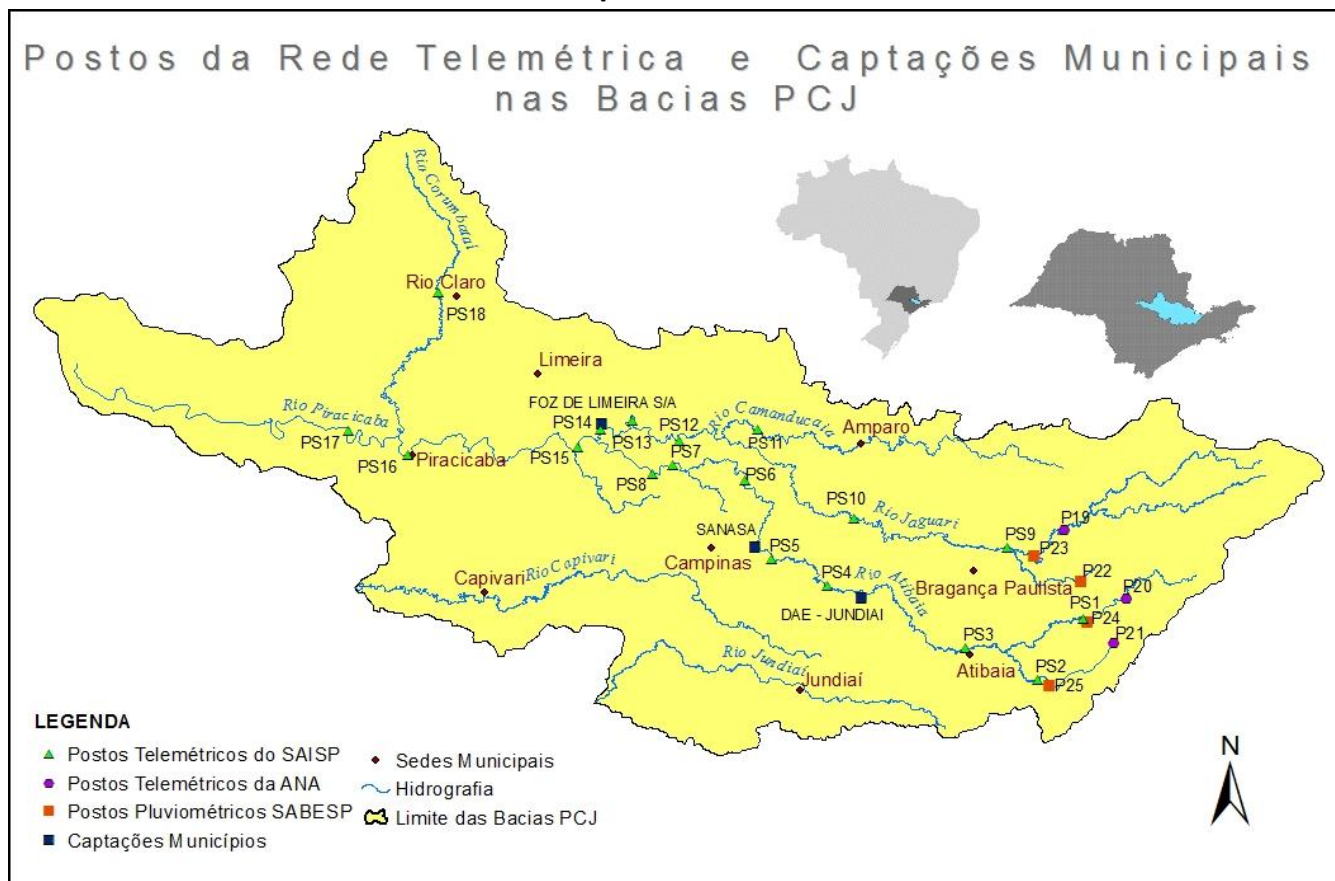 Postos da Rede Telemétrica e Captações Municipais
nas Bacias PCJ
Rio Corumbataí
Rio Claro
PS18
Limeira
FOZ DE LIMEIRA S/A
Rio Piracicaba
PS17
PS16
Piracicaba
PS14
PS15
PS13
PS12
PS7
PS8
Rio Camanducaia
PS11
Amparo
PS6
PS10
Rio Jaguari
SANASA
PS5
Campinas
PS4
Rio Atibaia
DAE - JUNDIAI
PS9
P19
P23
P22
Bragança Paulista
P20
PS1
P24
P21
PS3
Atibaia
PS2
P25
Capivari
Rio Capivari
Rio Jundiaí
Jundiaí
LEGENDA
Postos Telemétricos do SAISP
Postos Telemétricos da ANA
Postos Pluviométricos SABESP
Captações Municípios
Sedes Municipais
Hidrografia
Limite das Bacias PCJ
N